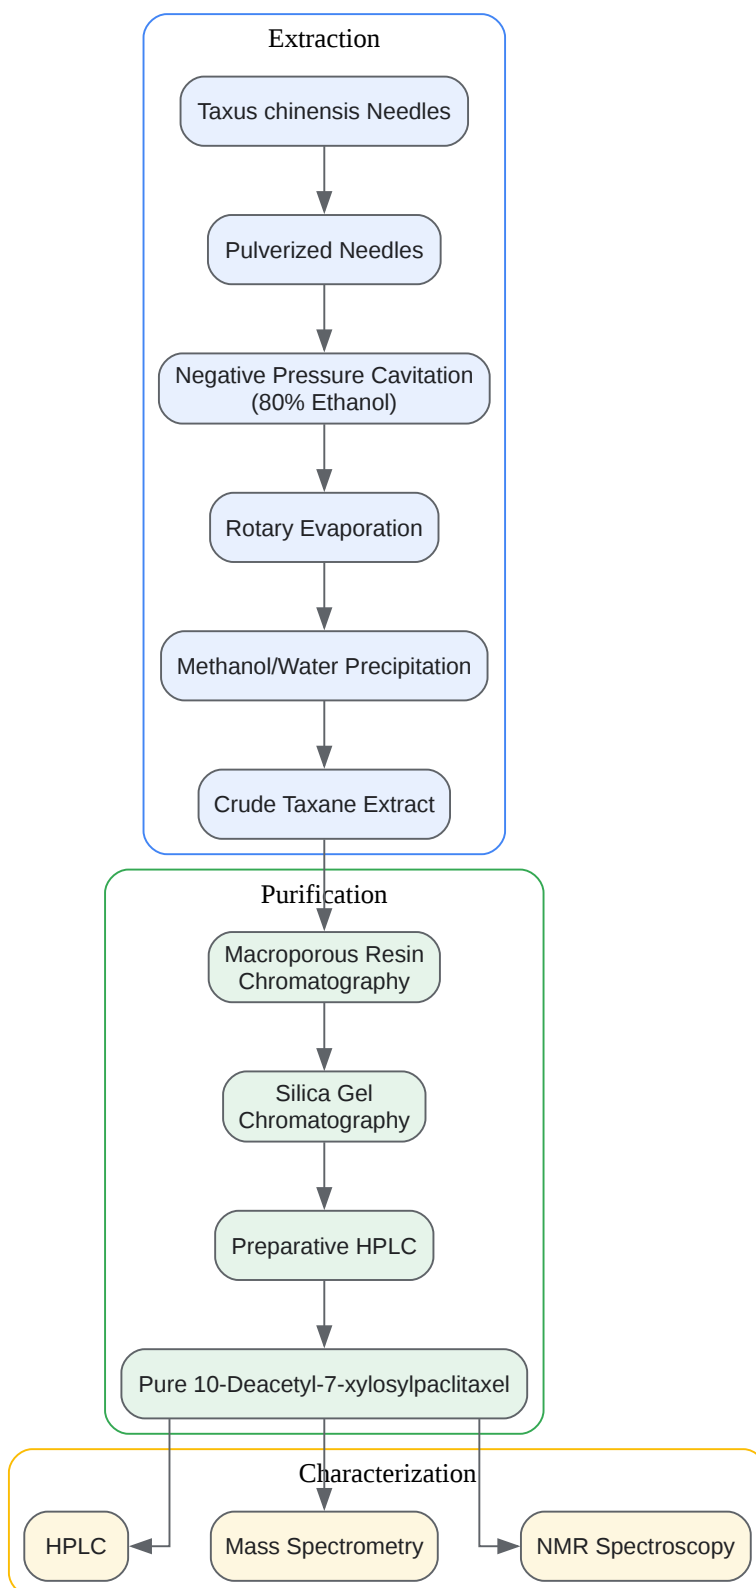 Extraction
Taxus chinensis Needles
Pulverized Needles
Negative Pressure Cavitation
(80% Ethanol)
Rotary Evaporation
Methanol/Water Precipitation
Crude Taxane Extract
Purification
Macroporous Resin
Chromatography
Silica Gel
Chromatography
Preparative HPLC
Pure 10-Deacetyl-7-xylosylpaclitaxel
Characterization
HPLC
Mass Spectrometry
NMR Spectroscopy